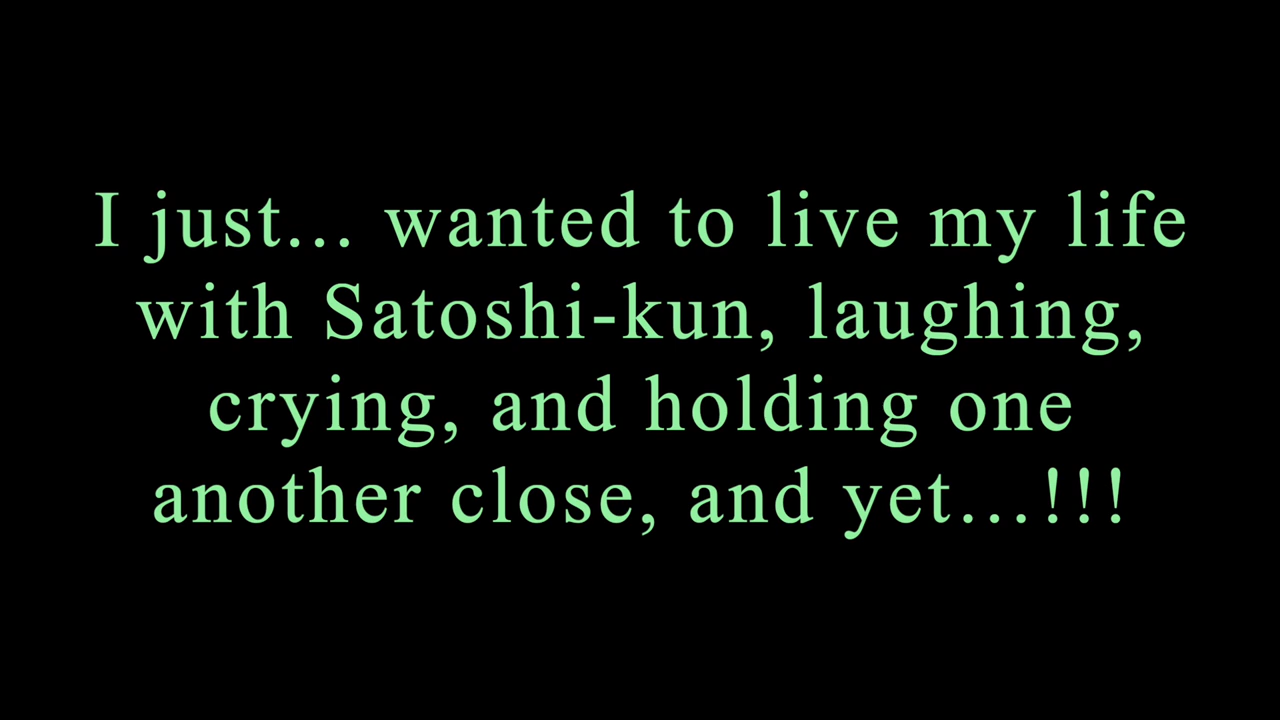 I just... wanted to live my life
with Satoshi-kun, laughing,
crying, and holding one
another close, and yet...!!!